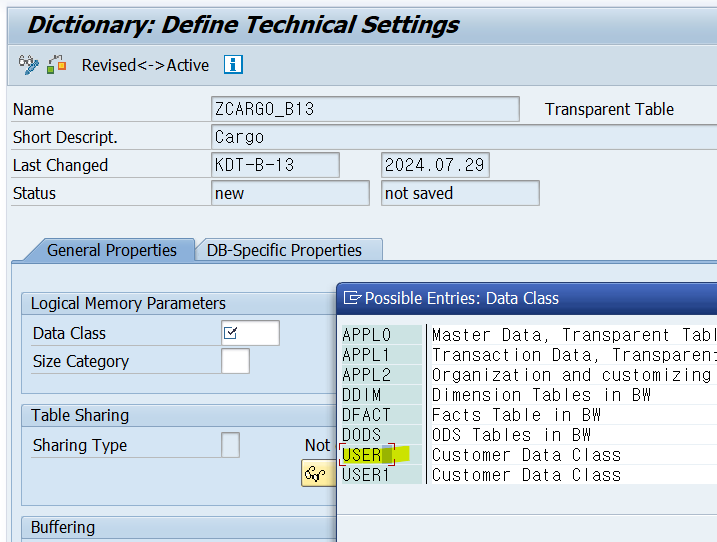 Dictionary: Define Technical Settings
Revised<->Active
Name ZCARGO_B13 Transparent Table
Short Descript. Cargo
Last Changed KDT-B-13 2024.07.29
Status new not saved
General Properties DB-Specific Properties
Logical Memory Parameters
Data Class
Size Category
Table Sharing
Sharing Type Not
Buffering
Possible Entries: Data Class
APPL0 Master Data, Transparent Tabl
APPL1 Transaction Data, Transparent
APPL2 Organization and customizing
DDIM Dimension Tables in BW
DFACT Facts Table in BW
DODS ODS Tables in BW
USER Customer Data Class
USER1 Customer Data Class